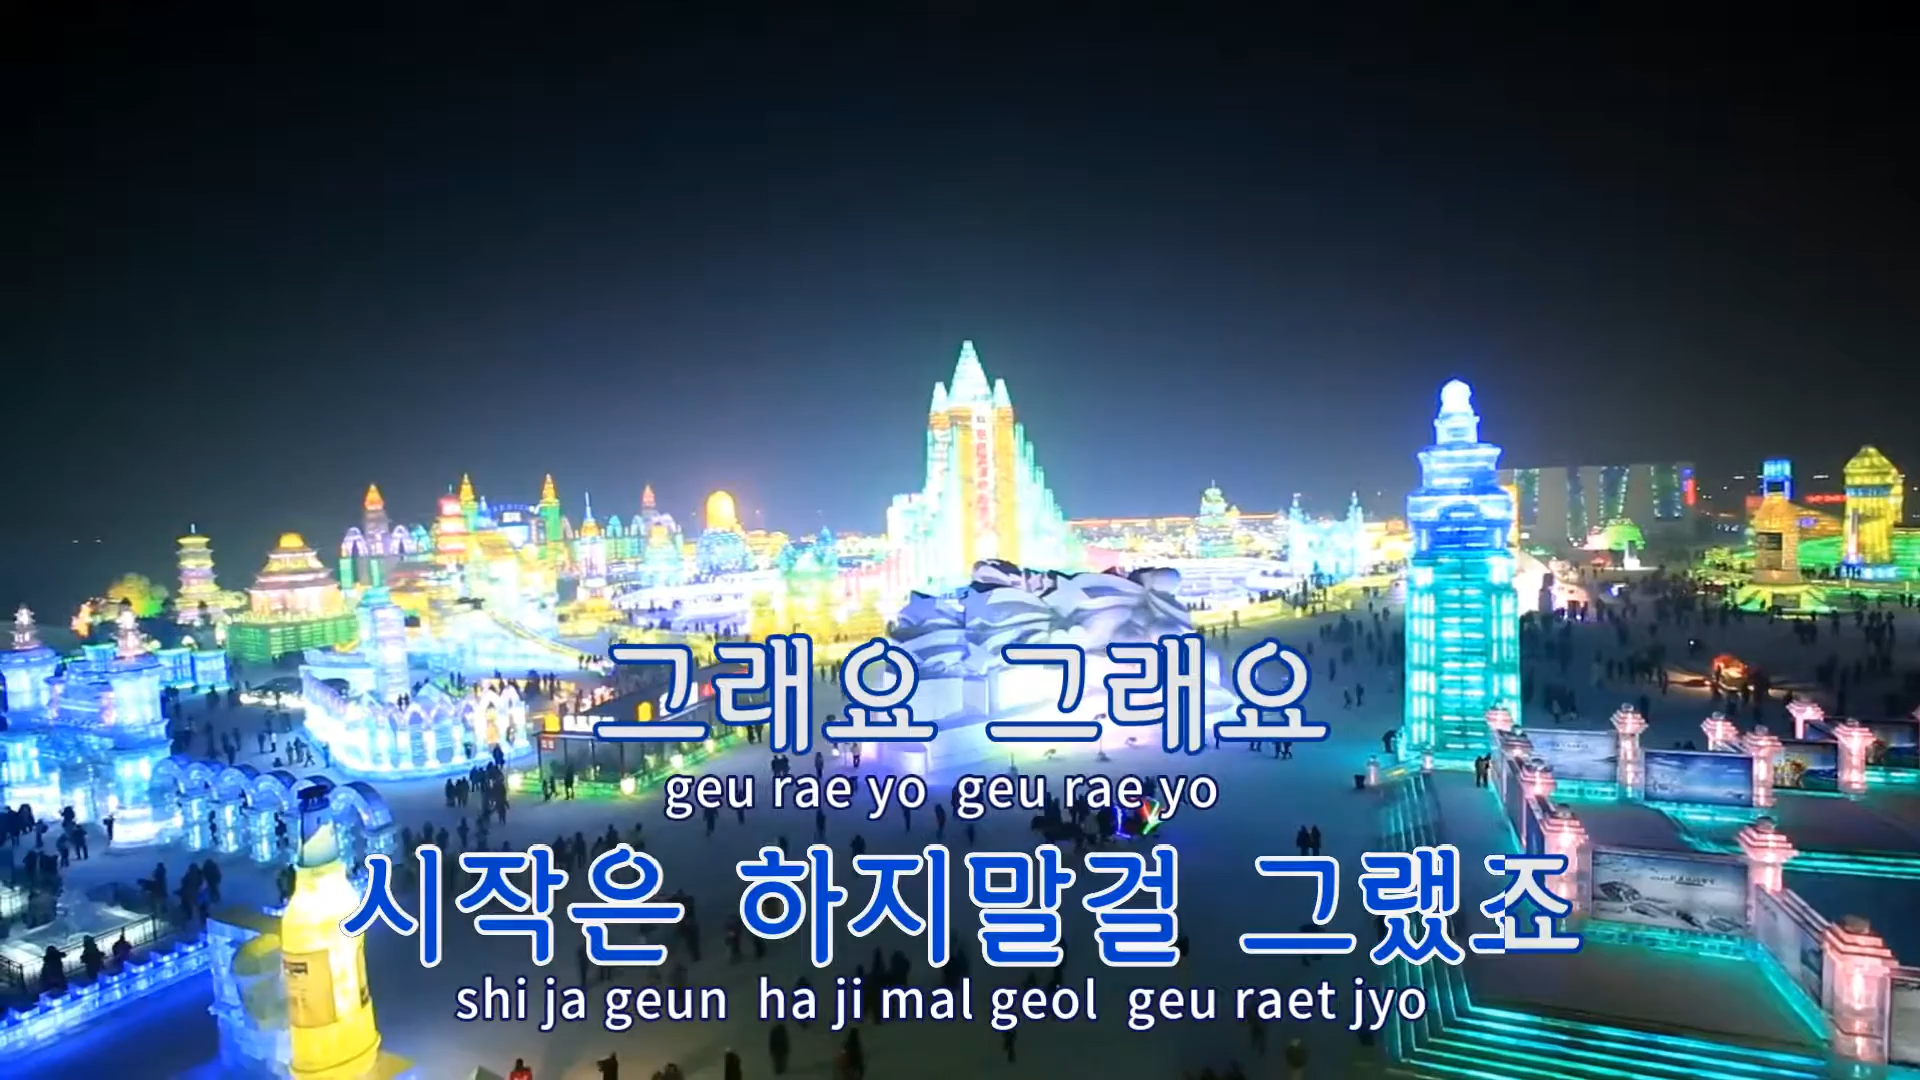 그래요 그래요
geu rae yo geu rae yo
시작은 하지말걸 그랬죠
shi ja geun ha ji mal geol geu raet jyo